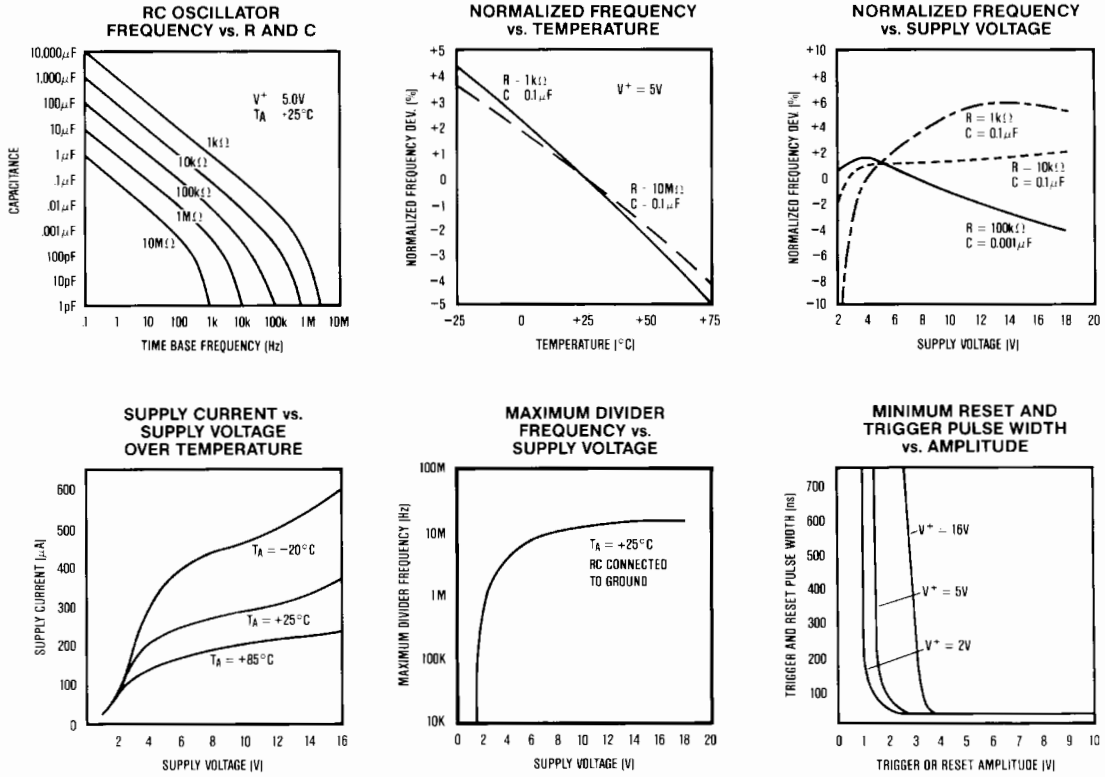 RC OSCILLATOR
FREQUENCY vs. R AND C
10,000µF
1,000µF
100µF
10µF
1µF
.1µF
.01µF
.001µF
100pF
10pF
1pF
CAPACITANCE
V+ 5.0V
TA +25°C
1kΩ
10kΩ
100kΩ
1MΩ
10MΩ
.1 1 10 100 1k 10k 100k 1M 10M
TIME BASE FREQUENCY (Hz)
NORMALIZED FREQUENCY
vs. TEMPERATURE
+5
+4
+3
+2
+1
0
-1
-2
-3
-4
-5
NORMALIZED FREQUENCY DEV. [%]
R - 1kΩ
C 0.1µF
V+ = 5V
R - 10MΩ
C - 0.1µF
-25 0 +25 +50 +75
TEMPERATURE [°C]
NORMALIZED FREQUENCY
vs. SUPPLY VOLTAGE
+10
+8
+6
+4
+2
0
-2
-4
-6
-8
-10
NORMALIZED FREQUENCY DEV. [%]
R = 1kΩ
C = 0.1µF
R = 10kΩ
C = 0.1µF
R = 100kΩ
C = 0.001µF
2 4 6 8 10 12 14 16 18 20
SUPPLY VOLTAGE [V]
SUPPLY CURRENT vs.
SUPPLY VOLTAGE
OVER TEMPERATURE
600
500
400
300
200
100
0
SUPPLY CURRENT [µA]
TA = -20°C
TA = +25°C
TA = +85°C
2 4 6 8 10 12 14 16
SUPPLY VOLTAGE [V]
MAXIMUM DIVIDER
FREQUENCY vs.
SUPPLY VOLTAGE
100M
10M
1M
100K
10K
MAXIMUM DIVIDER FREQUENCY [Hz]
TA = +25°C
RC CONNECTED
TO GROUND
0 2 4 6 8 10 12 14 16 18 20
SUPPLY VOLTAGE [V]
MINIMUM RESET AND
TRIGGER PULSE WIDTH
vs. AMPLITUDE
700
600
500
400
300
200
100
TRIGGER AND RESET PULSE WIDTH [ns]
V+ = 16V
V+ = 5V
V+ = 2V
0 1 2 3 4 5 6 7 8 9 10
TRIGGER OR RESET AMPLITUDE [V]